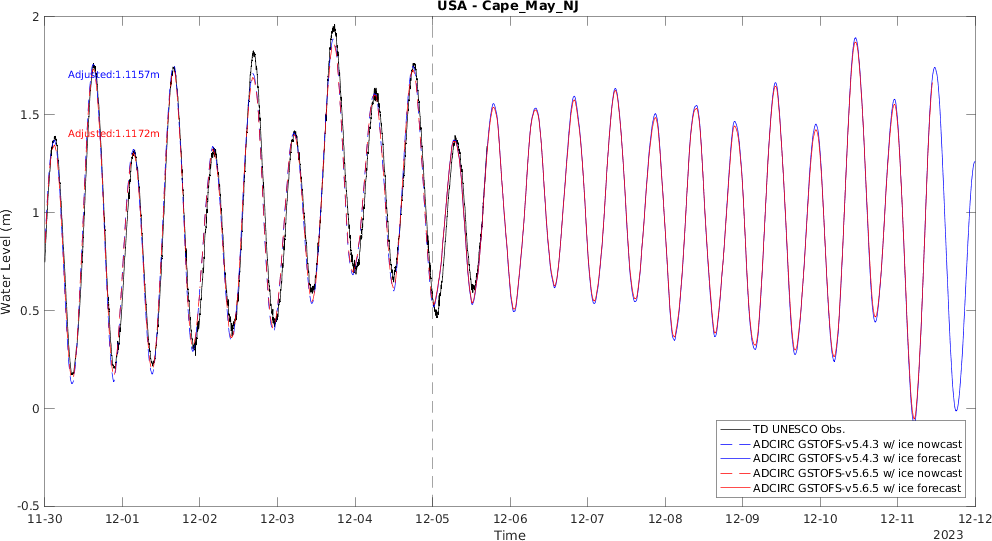 USA - Cape_May_NJ
2
Adjusted:1.1157m
1.5
Adjusted:1.1172m
1
Water Level (m)
0.5
0
TD UNESCO Obs.
ADCIRC GSTOFS-v5.4.3 w/ ice nowcast
ADCIRC GSTOFS-v5.4.3 w/ ice forecast
ADCIRC GSTOFS-v5.6.5 w/ ice nowcast
ADCIRC GSTOFS-v5.6.5 w/ ice forecast
-0.5
11-30 12-01 12-02 12-03 12-04 12-05 12-06 12-07 12-08 12-09 12-10 12-11 12-12
Time
2023